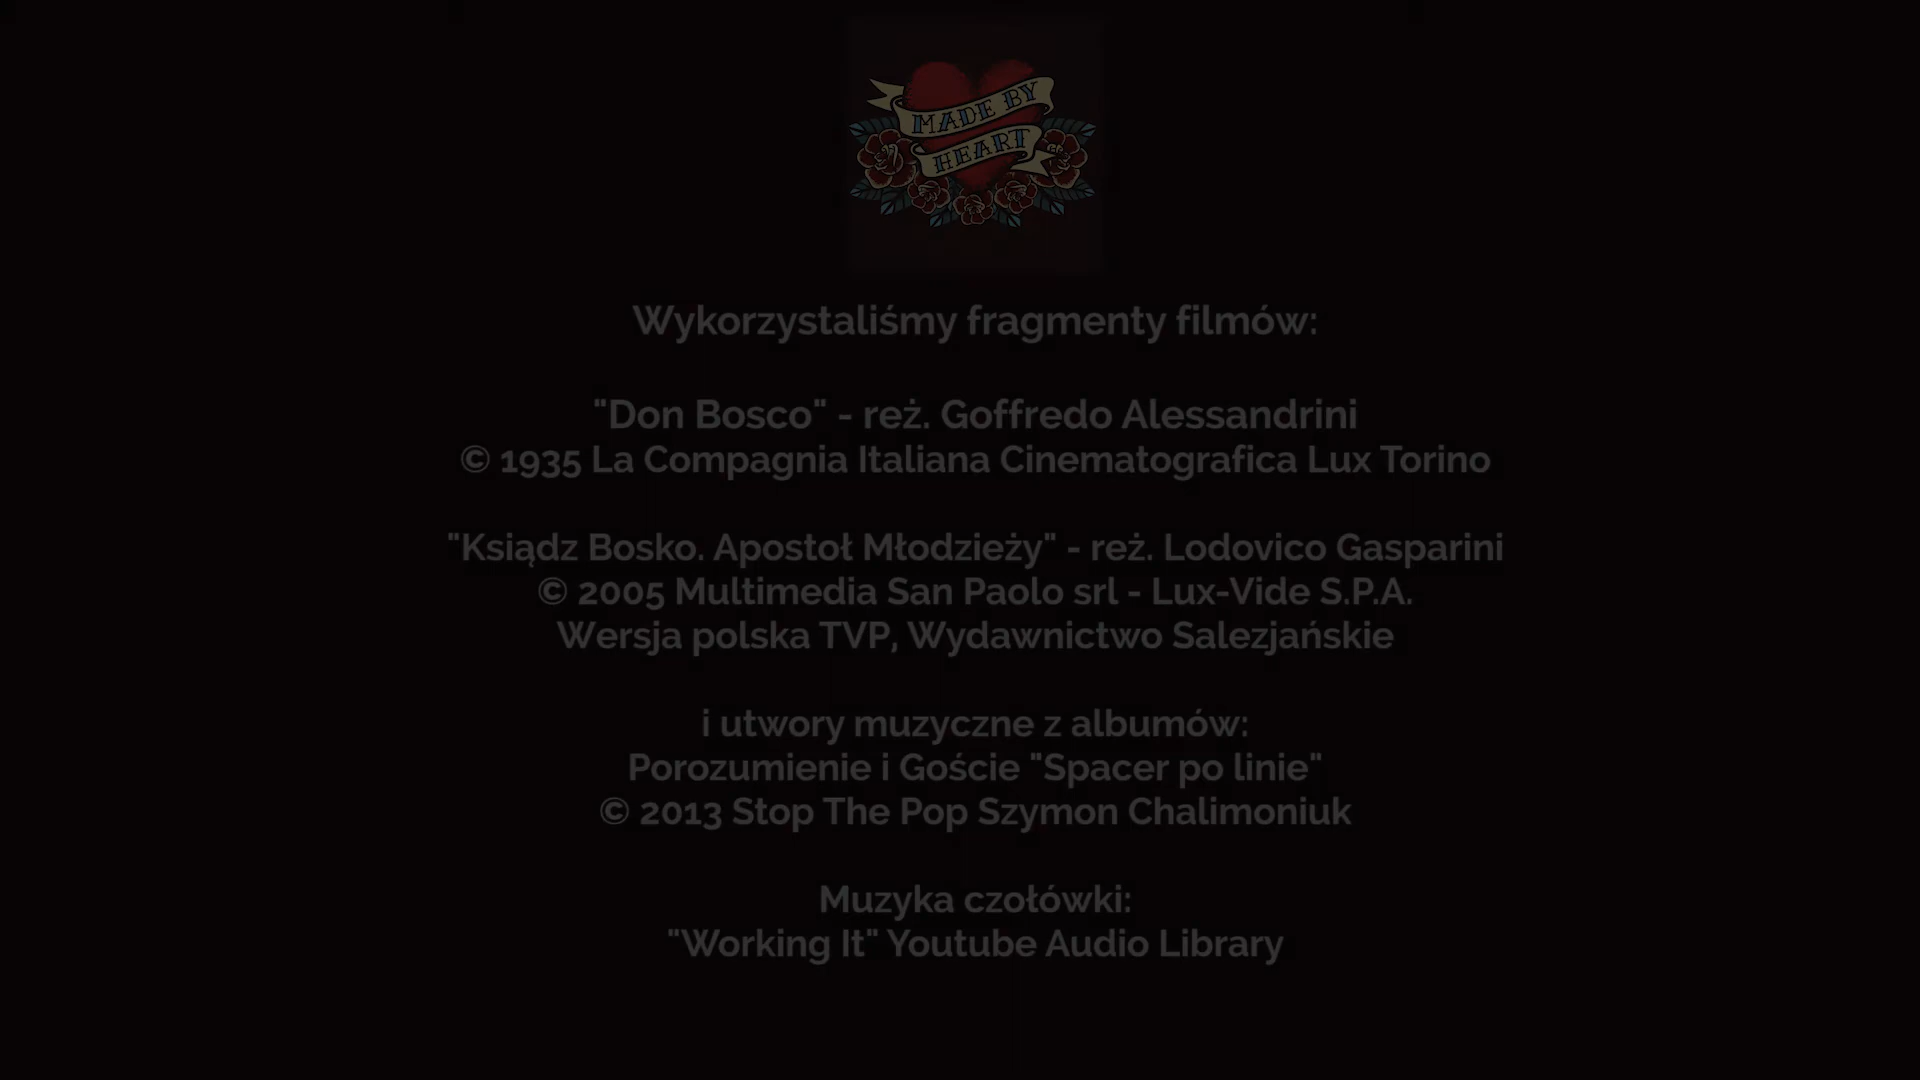 MADE BY
HEART
Wykorzystaliśmy fragmenty filmów:
"Don Bosco" - reż. Goffredo Alessandrini
© 1935 La Compagnia Italiana Cinematografica Lux Torino
"Ksiądz Bosko. Apostoł Młodzieży" - reż. Lodovico Gasparini
© 2005 Multimedia San Paolo srl - Lux-Vide S.P.A.
Wersja polska TVP, Wydawnictwo Salezjańskie
i utwory muzyczne z albumów:
Porozumienie i Goście "Spacer po linie"
© 2013 Stop The Pop Szymon Chalimoniuk
Muzyka czołówki:
"Working It" Youtube Audio Library